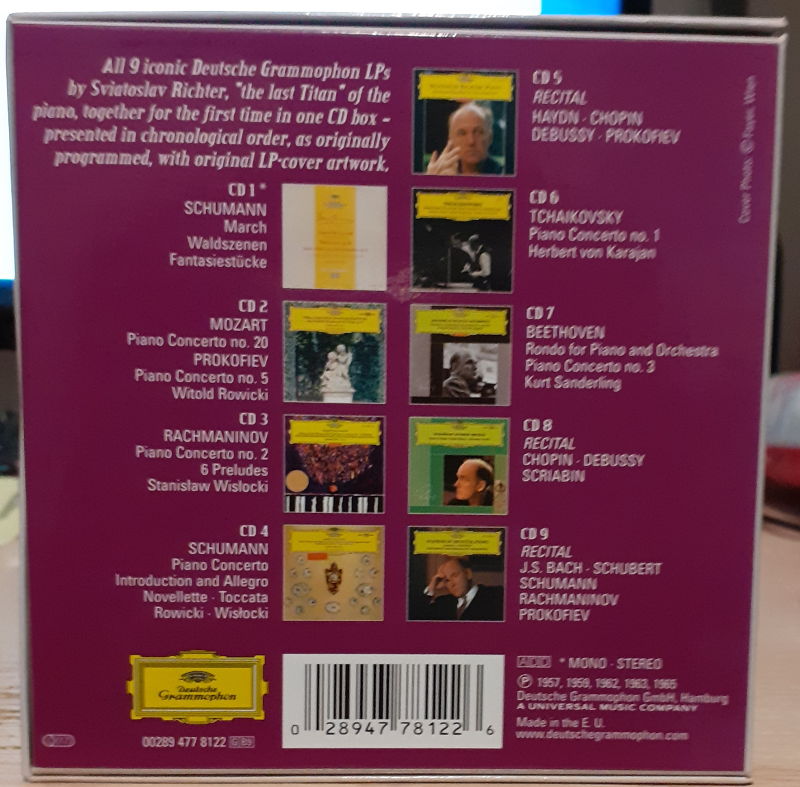 All 9 iconic Deutsche Grammophon LPs
by Sviatoslav Richter, "the last Titan" of the
piano, together for the first time in one CD box –
presented in chronological order, as originally
programmed, with original LP-cover artwork.
CD 1 *
SCHUMANN
March
Waldszenen
Fantasiestücke
CD 2
MOZART
Piano Concerto no. 20
PROKOFIEV
Piano Concerto no. 5
Witold Rowicki
CD 3
RACHMANINOV
Piano Concerto no. 2
6 Preludes
Stanisław Wisłocki
CD 4
SCHUMANN
Piano Concerto
Introduction and Allegro
Novellette · Toccata
Rowicki · Wisłocki
CD 5
RECITAL
HAYDN · CHOPIN
DEBUSSY · PROKOFIEV
CD 6
TCHAIKOVSKY
Piano Concerto no. 1
Herbert von Karajan
CD 7
BEETHOVEN
Rondo for Piano and Orchestra
Piano Concerto no. 3
Kurt Sanderling
CD 8
RECITAL
CHOPIN · DEBUSSY
SCRIABIN
CD 9
RECITAL
J.S. BACH · SCHUBERT
SCHUMANN
RACHMANINOV
PROKOFIEV
Cover Photo: © Fayer, Wien
Deutsche
Grammophon
00289 477 8122
0 28947 78122 6
ADD * MONO · STEREO
Ⓟ 1957, 1959, 1962, 1963, 1965
Deutsche Grammophon GmbH, Hamburg
A UNIVERSAL MUSIC COMPANY
Made in the E. U.
www.deutschegrammophon.com